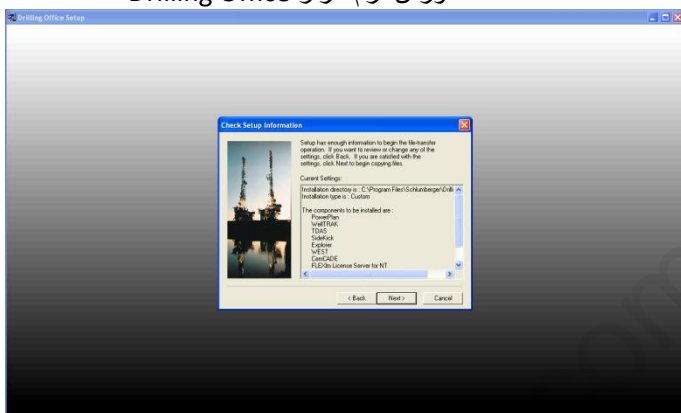 Drilling Office
Drilling Office Setup
Check Setup Information
Setup has enough information to begin the file-transfer
operation. If you want to review or change any of the
settings, click Back. If you are satisfied with the
settings, click Next to begin copying files.
Current Settings:
Installation directory is : C:\Program Files\Schlumberger\Drilli
Installation type is : Custom
The components to be installed are :
PowerPlan
WellTRAK
TDAS
SideKick
Explorer
WEST
CemCADE
FLEXlm License Server for NT
< Back
Next >
Cancel